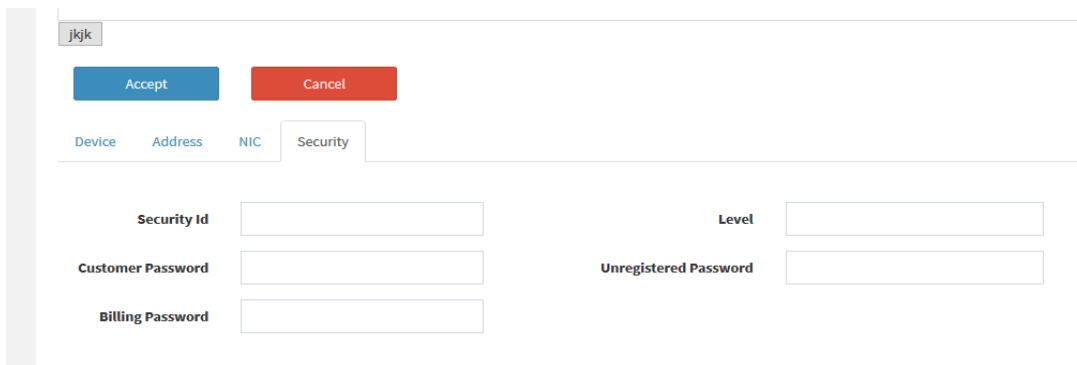 jkjk
Accept Cancel
Device Address NIC Security
Security Id Level
Customer Password Unregistered Password
Billing Password